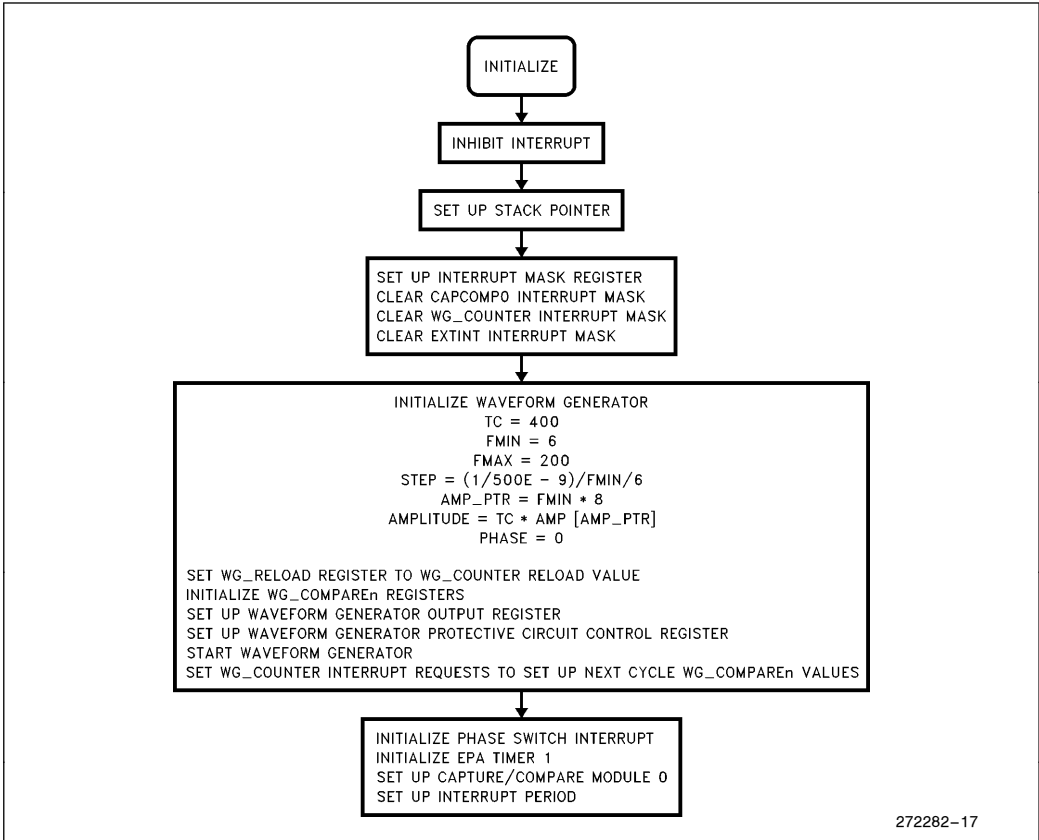 INITIALIZE
INHIBIT INTERRUPT
SET UP STACK POINTER
SET UP INTERRUPT MASK REGISTER
CLEAR CAPCOMP0 INTERRUPT MASK
CLEAR WG_COUNTER INTERRUPT MASK
CLEAR EXTINT INTERRUPT MASK
INITIALIZE WAVEFORM GENERATOR
TC = 400
FMIN = 6
FMAX = 200
STEP = (1/500E - 9)/FMIN/6
AMP_PTR = FMIN * 8
AMPLITUDE = TC * AMP [AMP_PTR]
PHASE = 0
SET WG_RELOAD REGISTER TO WG_COUNTER RELOAD VALUE
INITIALIZE WG_COMPAREn REGISTERS
SET UP WAVEFORM GENERATOR OUTPUT REGISTER
SET UP WAVEFORM GENERATOR PROTECTIVE CIRCUIT CONTROL REGISTER
START WAVEFORM GENERATOR
SET WG_COUNTER INTERRUPT REQUESTS TO SET UP NEXT CYCLE WG_COMPAREn VALUES
INITIALIZE PHASE SWITCH INTERRUPT
INITIALIZE EPA TIMER 1
SET UP CAPTURE/COMPARE MODULE 0
SET UP INTERRUPT PERIOD
272282-17